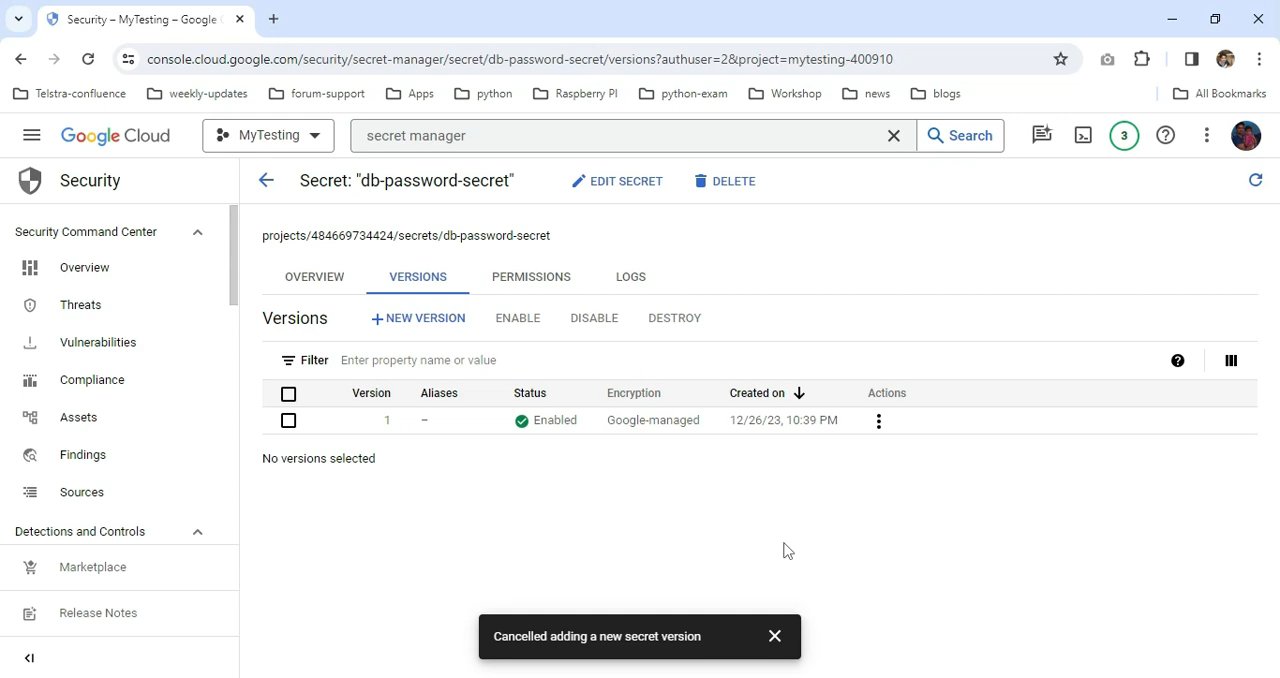 Security – MyTesting – Google C
console.cloud.google.com/security/secret-manager/secret/db-password-secret/versions?authuser=2&project=mytesting-400910
Telstra-confluence weekly-updates forum-support Apps python Raspberry PI python-exam Workshop news blogs All Bookmarks
Google Cloud MyTesting secret manager Search 3
Security Secret: "db-password-secret" EDIT SECRET DELETE
Security Command Center
Overview
Threats
Vulnerabilities
Compliance
Assets
Findings
Sources
Detections and Controls
Marketplace
Release Notes
projects/484669734424/secrets/db-password-secret
OVERVIEW VERSIONS PERMISSIONS LOGS
Versions NEW VERSION ENABLE DISABLE DESTROY
Filter Enter property name or value
Version Aliases Status Encryption Created on Actions
1 – Enabled Google-managed 12/26/23, 10:39 PM
No versions selected
Cancelled adding a new secret version